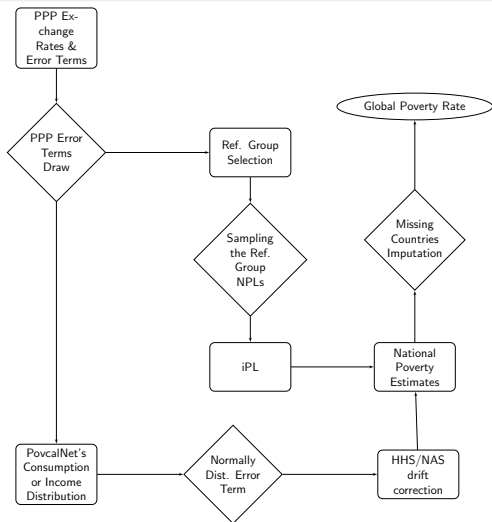 PPP Ex-
change
Rates &
Error Terms
PPP Error
Terms
Draw
Ref. Group
Selection
Global Poverty Rate
Sampling
the Ref.
Group
NPLs
Missing
Countries
Imputation
iPL
National
Poverty
Estimates
PovcalNet's
Consumption
or Income
Distribution
Normally
Dist. Error
Term
HHS/NAS
drift
correction